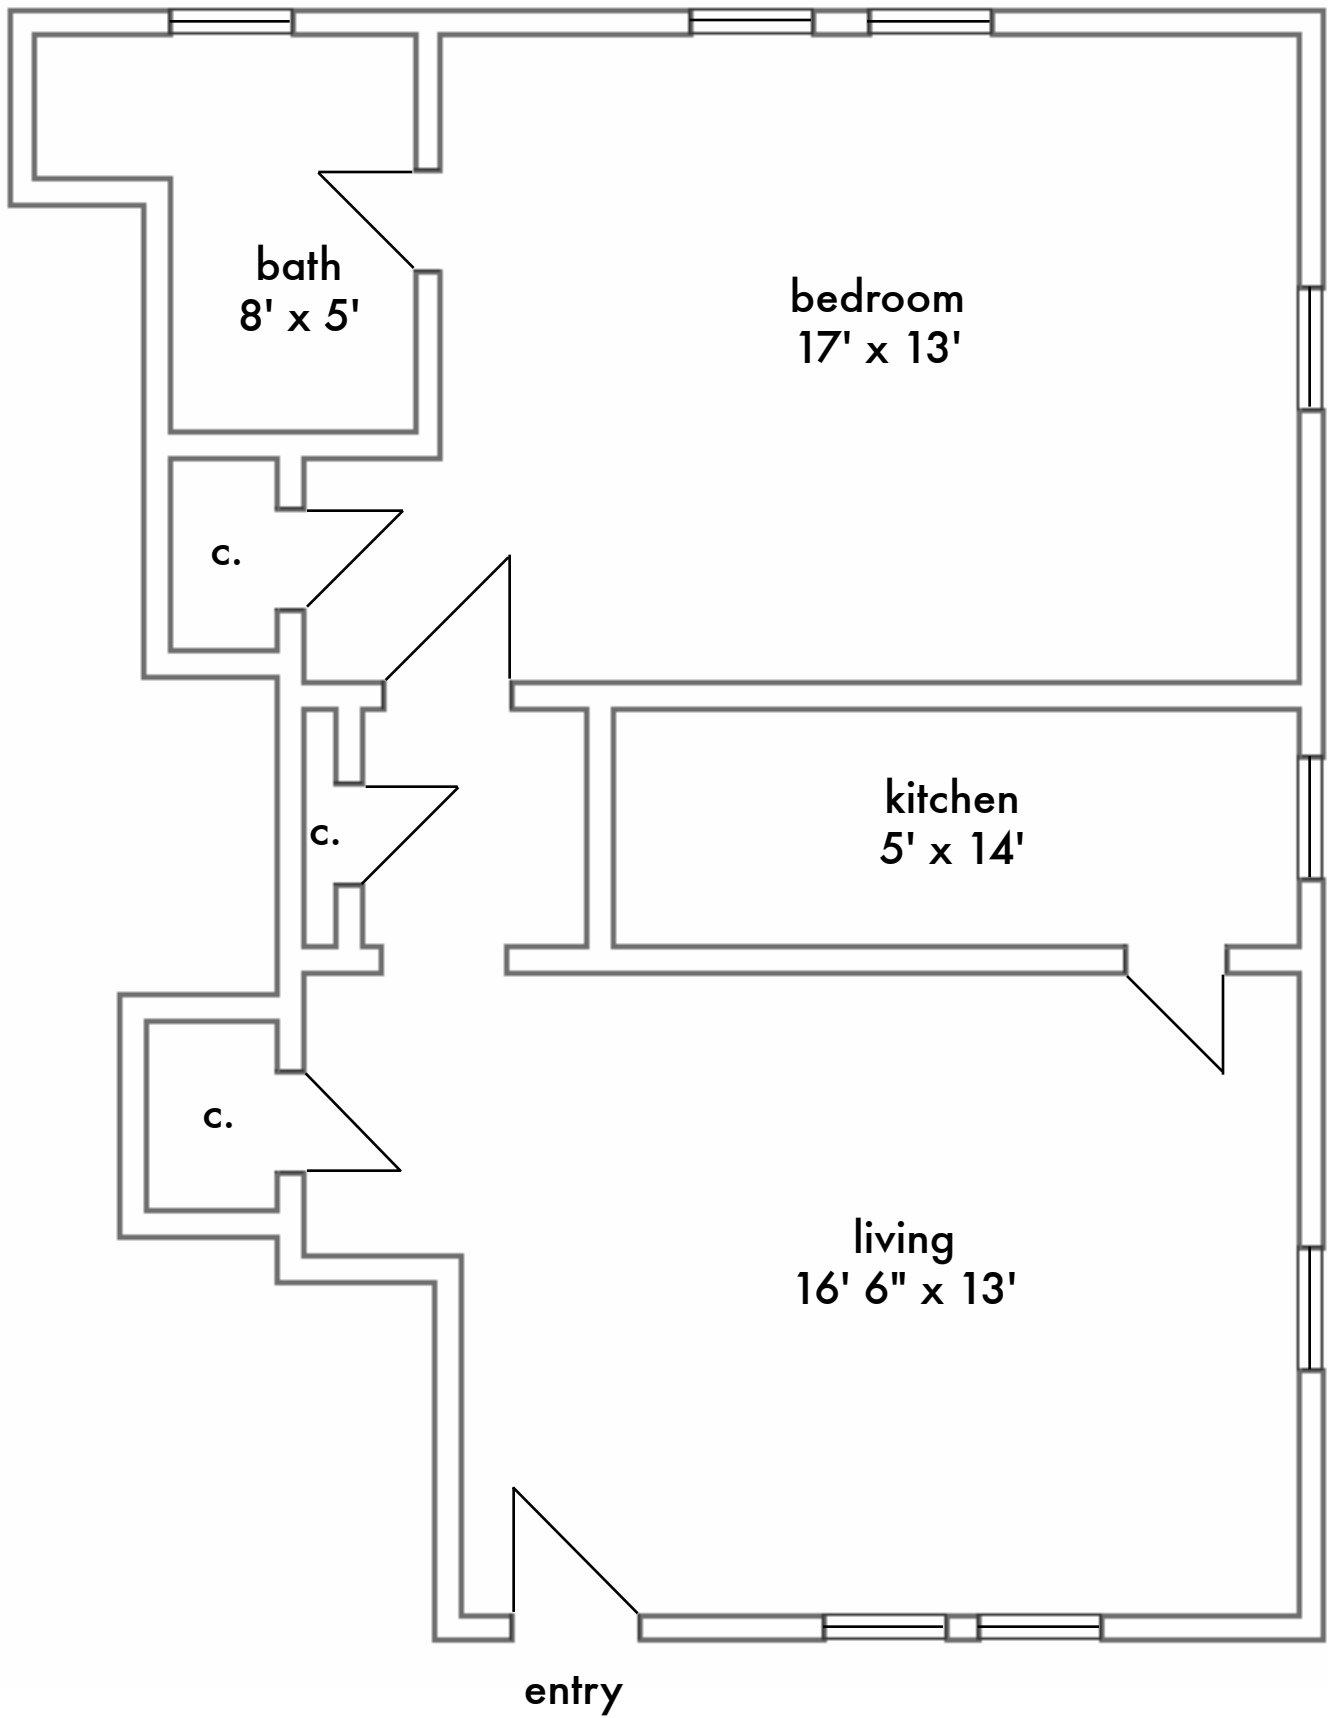 bath
8' x 5'
bedroom
17' x 13'
c.
kitchen
5' x 14'
c.
c.
living
16' 6" x 13'
entry